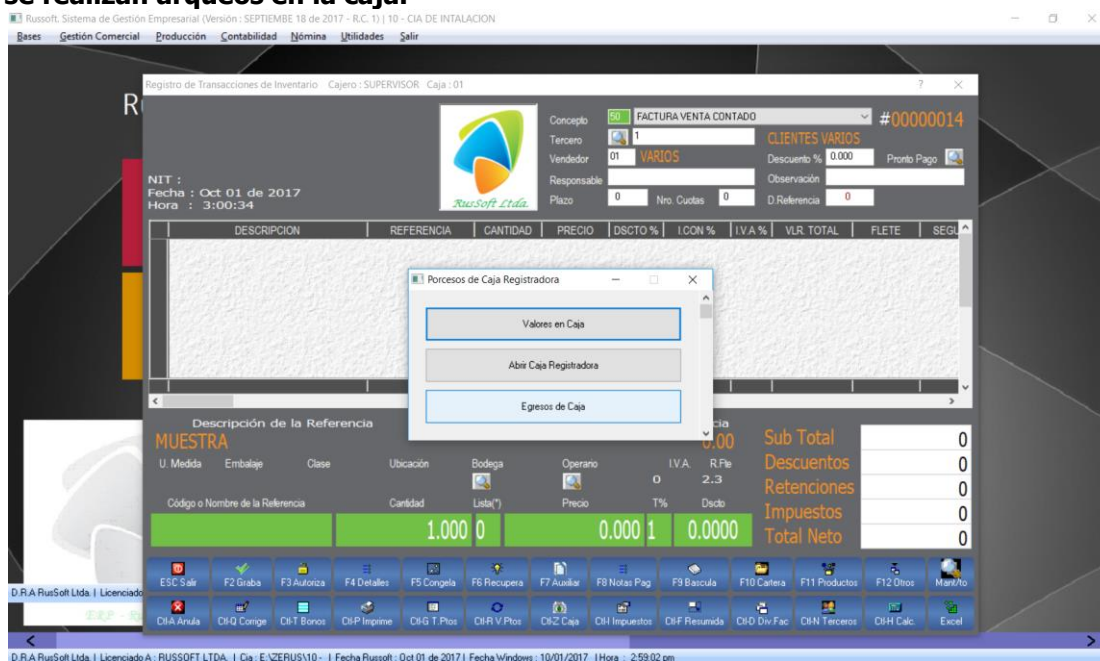 se realizan arqueos en la caja.
Russoft. Sistema de Gestión Empresarial (Versión : SEPTIEMBRE 18 de 2017 - R.C. 1) | 10 - CIA DE INTALACION
Bases Gestión Comercial Producción Contabilidad Nómina Utilidades Salir
Registro de Transacciones de Inventario Cajero : SUPERVISOR Caja : 01
Concepto 50 FACTURA VENTA CONTADO #00000014
Tercero 1 CLIENTES VARIOS
Vendedor 01 VARIOS Descuento % 0.000 Pronto Pago
Responsable Observación
Plazo 0 Nro. Cuotas 0 D.Referencia 0
NIT :
Fecha : Oct 01 de 2017
Hora : 3:00:34
RusSoft Ltda.
DESCRIPCION REFERENCIA CANTIDAD PRECIO DSCTO % I.CON % I.V.A % VLR. TOTAL FLETE SEGU
Porcesos de Caja Registradora
Valores en Caja
Abrir Caja Registradora
Egresos de Caja
Descripción de la Referencia
MUESTRA 0.00
U. Medida Embalaje Clase Ubicación Bodega Operario I.V.A. R.Fte
0 2.3
Código o Nombre de la Referencia Cantidad Lista(*) Precio T% Dscto
1.000 0 0.000 1 0.0000
Sub Total 0
Descuentos 0
Retenciones 0
Impuestos 0
Total Neto 0
ESC Salir F2 Graba F3 Autoriza F4 Detalles F5 Congela F6 Recupera F7 Auxiliar F8 Notas Pag F9 Bascula F10 Cartera F11 Productos F12 Otros Mant/to
Ctl-A Anula Ctl-Q Corrige Ctl-T Bonos Ctl-P Imprime Ctl-G T.Ptos Ctl-R V.Ptos Ctl-Z Caja Ctl-I Impuestos Ctl-F Resumida Ctl-D Div.Fac Ctl-N Terceros Ctl-H Calc. Excel
D.R.A RusSoft Ltda. | Licenciado
D.R.A RusSoft Ltda. | Licenciado A : RUSSOFT LTDA. | Cia : E:\ZERUS\10 - | Fecha Russoft : Oct 01 de 2017 | Fecha Windows : 10/01/2017 | Hora : 2:59:02 pm